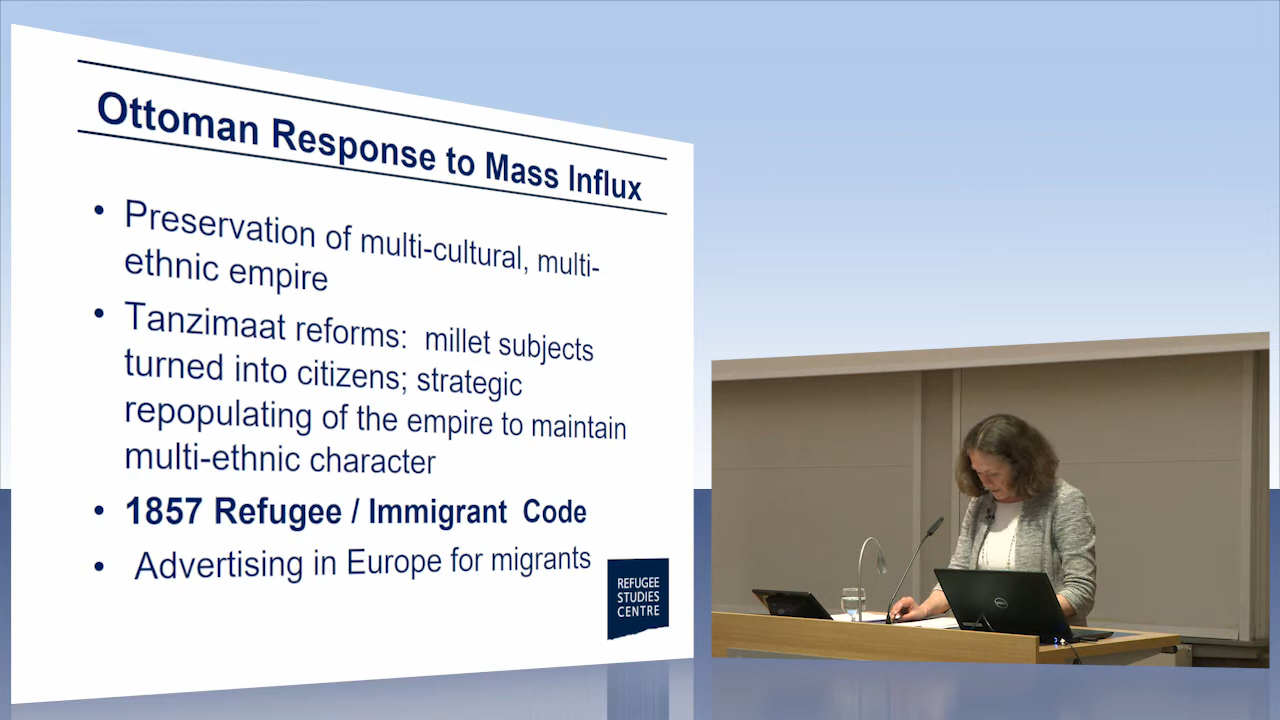 Ottoman Response to Mass Influx
• Preservation of multi-cultural, multi-
ethnic empire
• Tanzimaat reforms:  millet subjects
turned into citizens; strategic
repopulating of the empire to maintain
multi-ethnic character
• 1857 Refugee / Immigrant  Code
• Advertising in Europe for migrants
REFUGEE
STUDIES
CENTRE
DELL